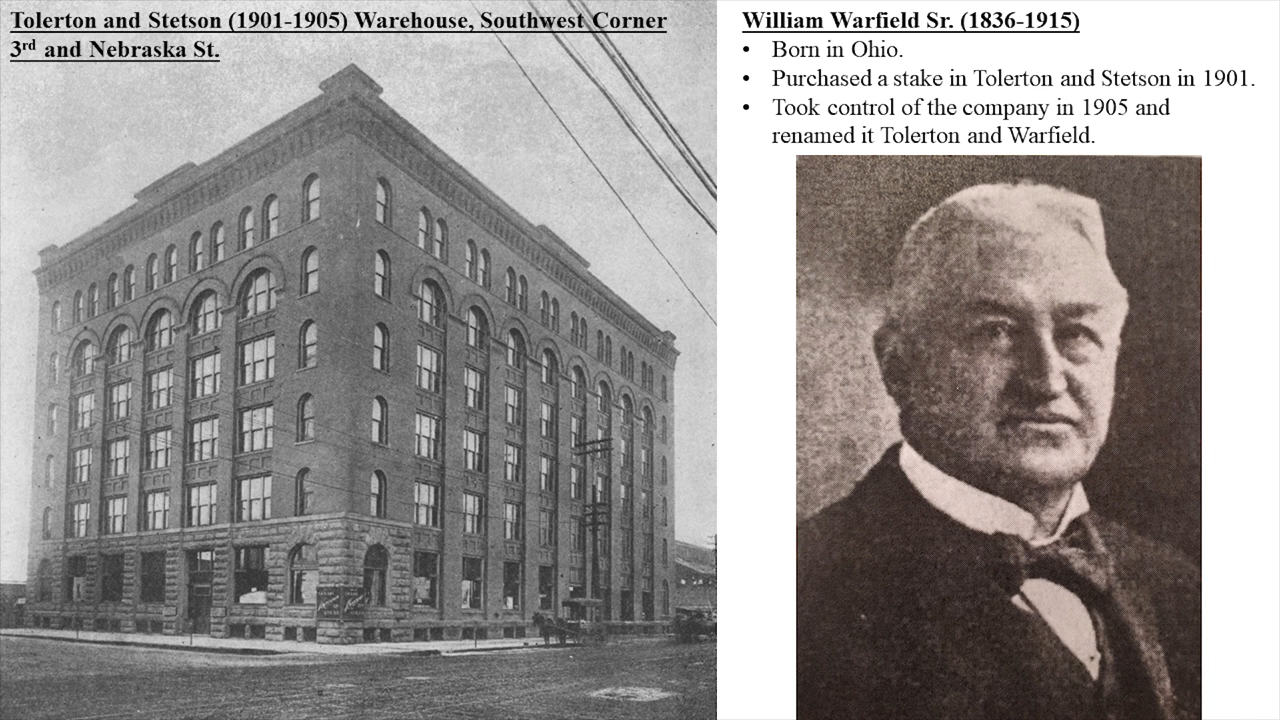 Tolerton and Stetson (1901-1905) Warehouse, Southwest Corner
3rd and Nebraska St.
William Warfield Sr. (1836-1915)
• Born in Ohio.
• Purchased a stake in Tolerton and Stetson in 1901.
• Took control of the company in 1905 and
renamed it Tolerton and Warfield.